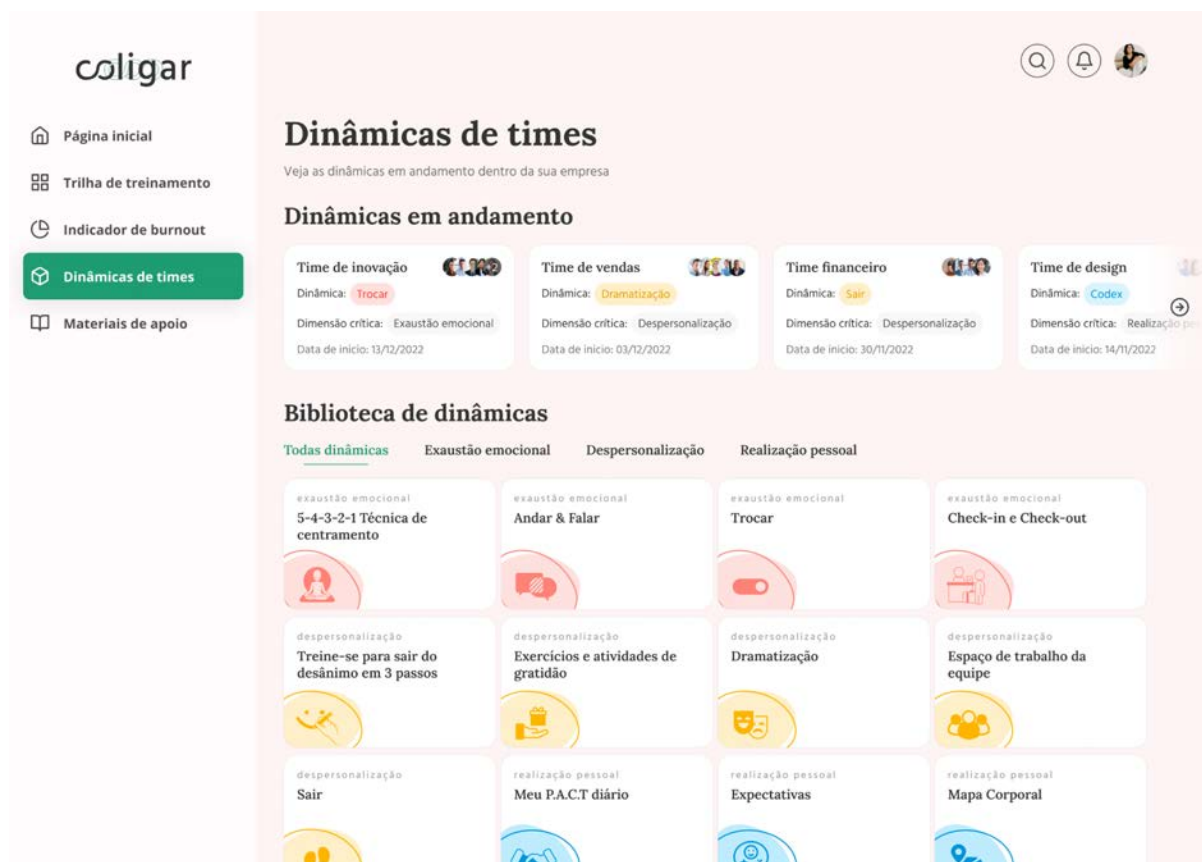 coligar
Página inicial
Trilha de treinamento
Indicador de burnout
Dinâmicas de times
Materiais de apoio
Dinâmicas de times
Veja as dinâmicas em andamento dentro da sua empresa
Dinâmicas em andamento
Time de inovação
Dinâmica: Trocar
Dimensão crítica: Exaustão emocional
Data de inicio: 13/12/2022
Time de vendas
Dinâmica: Dramatização
Dimensão crítica: Despersonalização
Data de inicio: 03/12/2022
Time financeiro
Dinâmica: Sair
Dimensão crítica: Despersonalização
Data de inicio: 30/11/2022
Time de design
Dinâmica: Codex
Dimensão crítica: Realização
Data de inicio: 14/11/2022
Biblioteca de dinâmicas
Todas dinâmicas Exaustão emocional Despersonalização Realização pessoal
exaustão emocional
5-4-3-2-1 Técnica de
centramento
exaustão emocional
Andar & Falar
exaustão emocional
Trocar
exaustão emocional
Check-in e Check-out
despersonalização
Treine-se para sair do
desânimo em 3 passos
despersonalização
Exercícios e atividades de
gratidão
despersonalização
Dramatização
despersonalização
Espaço de trabalho da
equipe
despersonalização
Sair
realização pessoal
Meu P.A.C.T diário
realização pessoal
Expectativas
realização pessoal
Mapa Corporal